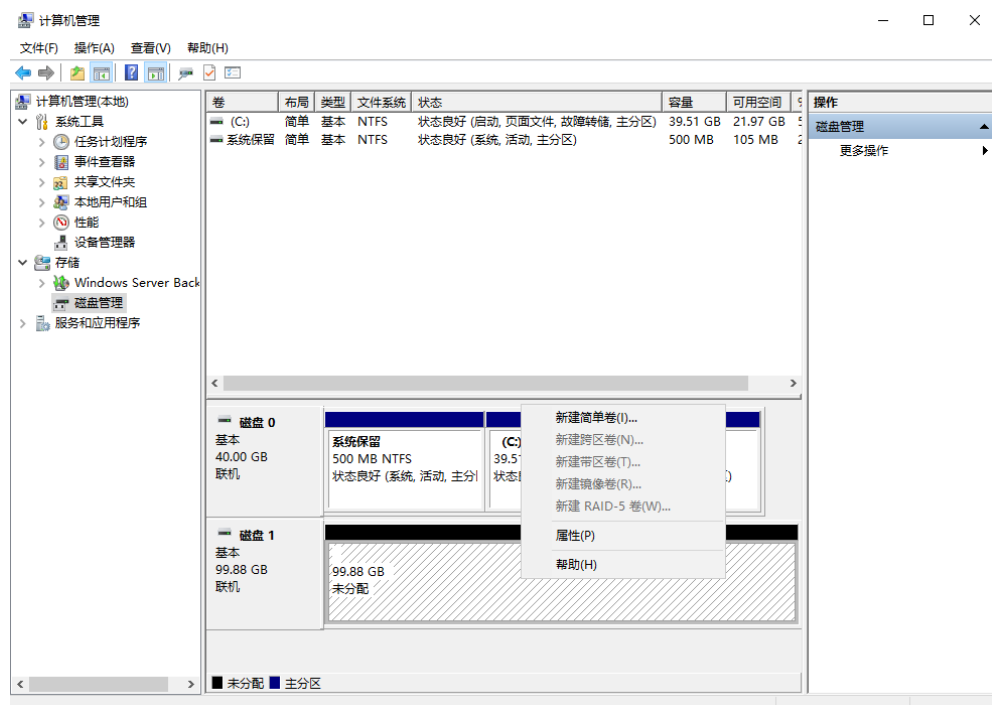 计算机管理
文件(F) 操作(A) 查看(V) 帮助(H)
计算机管理(本地)
系统工具
任务计划程序
事件查看器
共享文件夹
本地用户和组
性能
设备管理器
存储
Windows Server Back
磁盘管理
服务和应用程序
卷 布局 类型 文件系统 状态 容量 可用空间
(C:) 简单 基本 NTFS 状态良好 (启动, 页面文件, 故障转储, 主分区) 39.51 GB 21.97 GB
系统保留 简单 基本 NTFS 状态良好 (系统, 活动, 主分区) 500 MB 105 MB
操作
磁盘管理
更多操作
磁盘 0
基本
40.00 GB
联机
系统保留
500 MB NTFS
状态良好 (系统, 活动, 主分
(C:)
39.5
状态
新建简单卷(I)...
新建跨区卷(N)...
新建带区卷(T)...
新建镜像卷(R)...
新建 RAID-5 卷(W)...
属性(P)
帮助(H)
磁盘 1
基本
99.88 GB
联机
99.88 GB
未分配
未分配 主分区